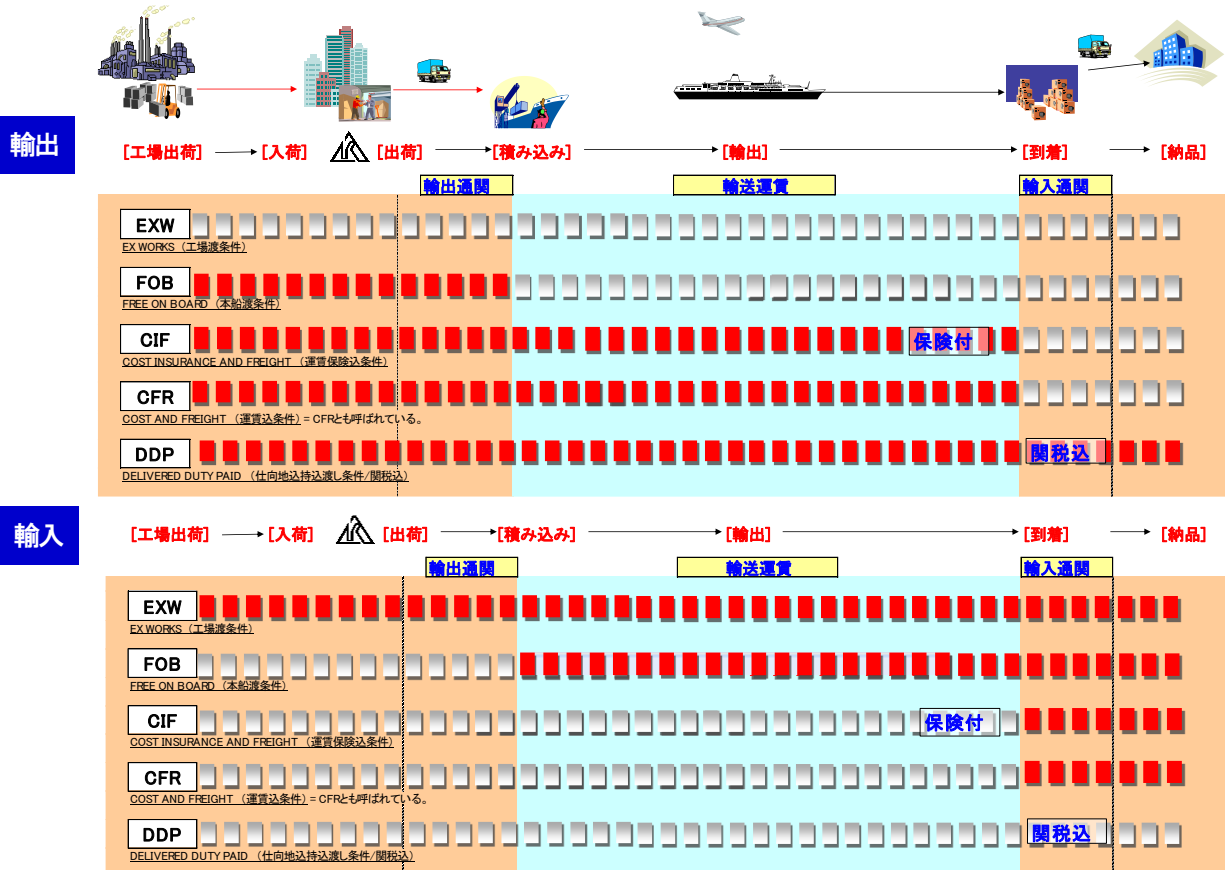 輸出
[工場出荷] [入荷] [出荷] [積み込み] [輸出] [到着] [納品]
輸出通関 輸送運賃 輸入通関
EXW
EX WORKS（工場渡条件）
FOB
FREE ON BOARD（本船渡条件）
CIF 保険付
COST INSURANCE AND FREIGHT （運賃保険込条件）
CFR
COST AND FREIGHT （運賃込条件）= CFRとも呼ばれている。
DDP 関税込
DELIVERED DUTY PAID （仕向地込持込渡し条件/関税込）
輸入
[工場出荷] [入荷] [出荷] [積み込み] [輸出] [到着] [納品]
輸出通関 輸送運賃 輸入通関
EXW
EX WORKS（工場渡条件）
FOB
FREE ON BOARD（本船渡条件）
CIF 保険付
COST INSURANCE AND FREIGHT （運賃保険込条件）
CFR
COST AND FREIGHT （運賃込条件）= CFRとも呼ばれている。
DDP 関税込
DELIVERED DUTY PAID （仕向地込持込渡し条件/関税込）